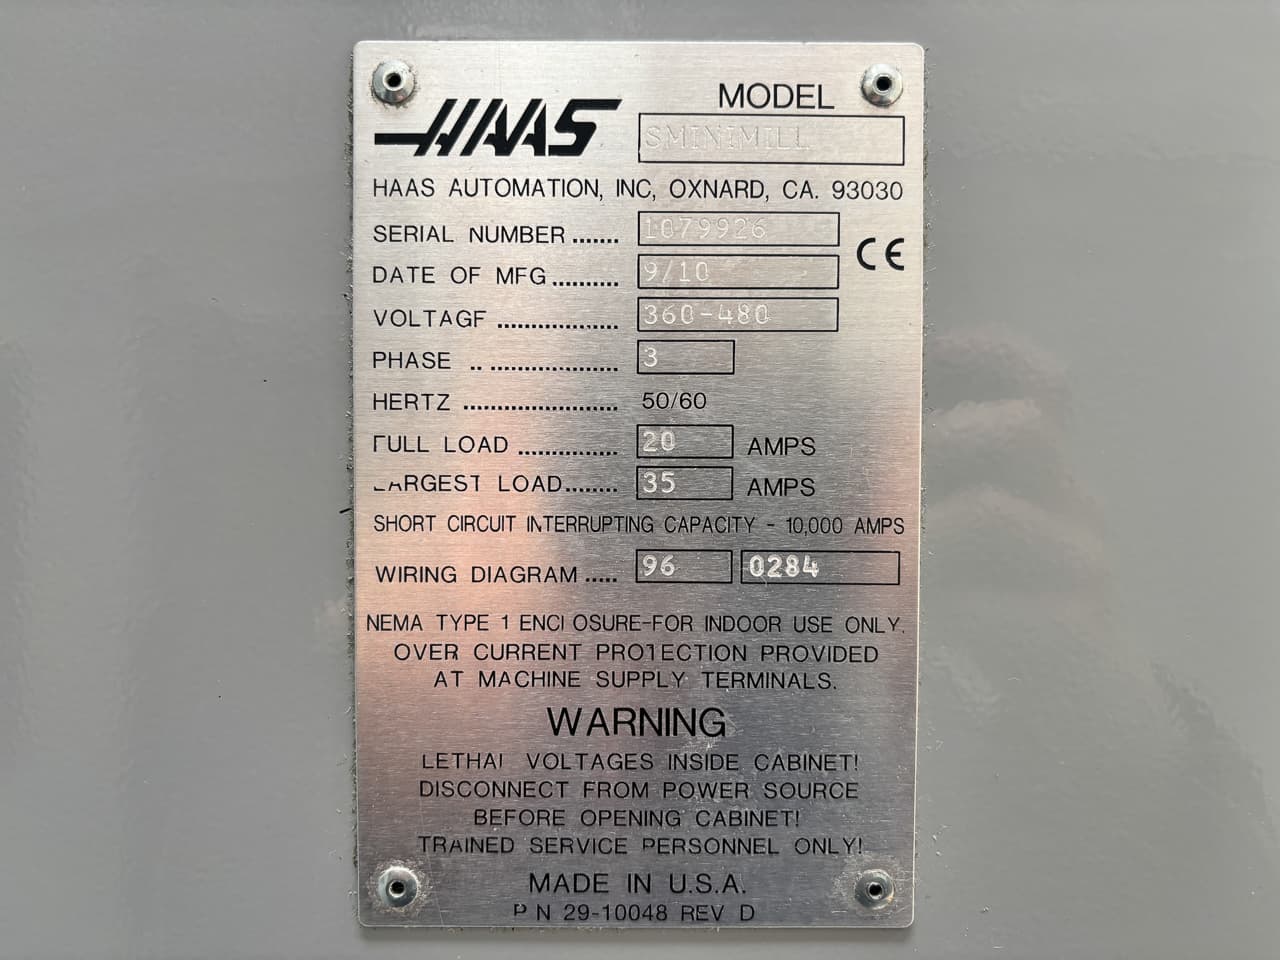 HAAS
MODEL
SMINIMILL
HAAS AUTOMATION, INC, OXNARD, CA. 93030
SERIAL NUMBER ....... 1079926
CE
DATE OF MFG .......... 9/10
VOLTAGE .................. 360-480
PHASE .. ................... 3
HERTZ ....................... 50/60
FULL LOAD ............... 20 AMPS
LARGEST LOAD........ 35 AMPS
SHORT CIRCUIT INTERRUPTING CAPACITY - 10,000 AMPS
WIRING DIAGRAM ..... 96 0284
NEMA TYPE 1 ENCLOSURE-FOR INDOOR USE ONLY.
OVER CURRENT PROTECTION PROVIDED
AT MACHINE SUPPLY TERMINALS.
WARNING
LETHAL VOLTAGES INSIDE CABINET!
DISCONNECT FROM POWER SOURCE
BEFORE OPENING CABINET!
TRAINED SERVICE PERSONNEL ONLY!
MADE IN U.S.A.
P N 29-10048 REV D